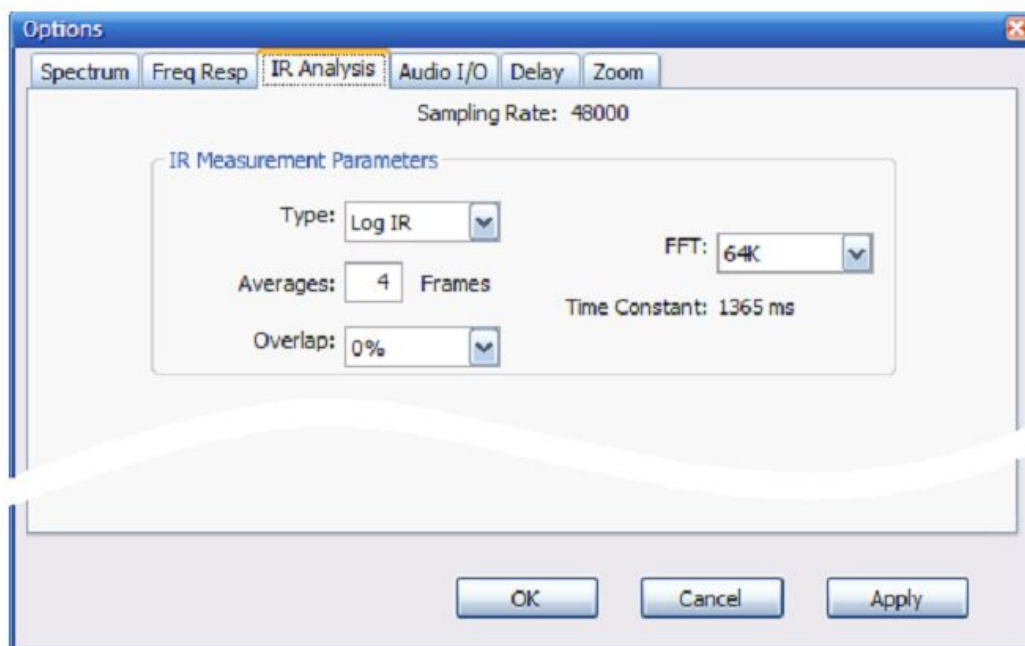 Options
Spectrum Freq Resp IR Analysis Audio I/O Delay Zoom
Sampling Rate: 48000
IR Measurement Parameters
Type: Log IR
FFT: 64K
Averages: 4 Frames
Time Constant: 1365 ms
Overlap: 0%
OK Cancel Apply